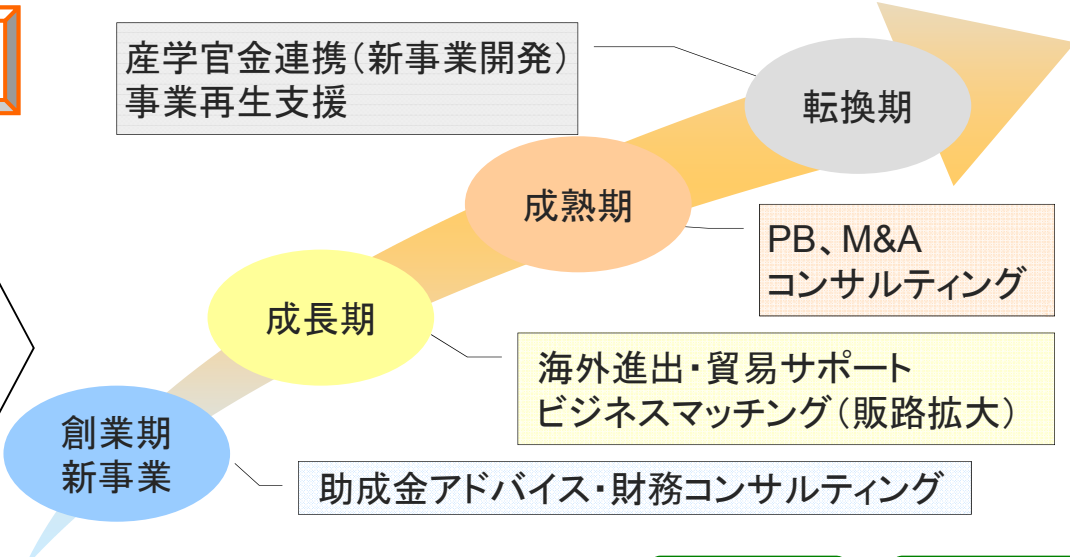 産学官金連携(新事業開発)
事業再生支援
転換期
成熟期
PB、M&A
コンサルティング
成長期
海外進出・貿易サポート
ビジネスマッチング(販路拡大)
創業期
新事業
助成金アドバイス・財務コンサルティング